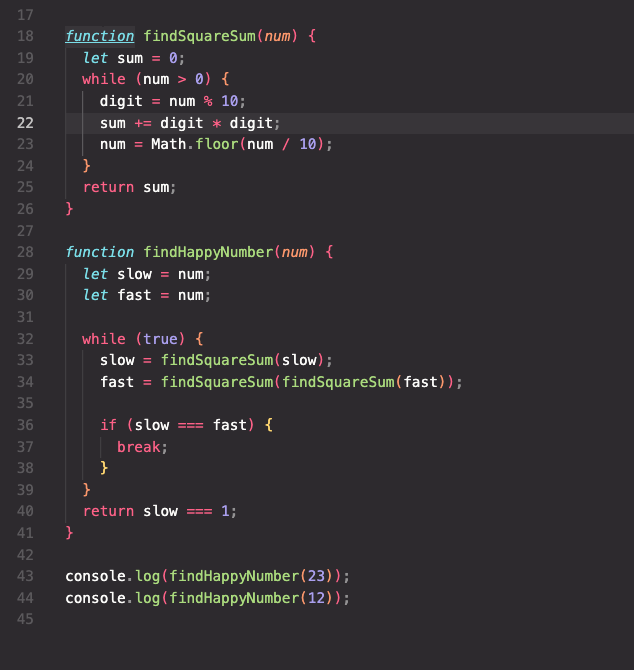 17
18 function findSquareSum(num) {
19   let sum = 0;
20   while (num > 0) {
21     digit = num % 10;
22     sum += digit * digit;
23     num = Math.floor(num / 10);
24   }
25   return sum;
26 }
27
28 function findHappyNumber(num) {
29   let slow = num;
30   let fast = num;
31
32   while (true) {
33     slow = findSquareSum(slow);
34     fast = findSquareSum(findSquareSum(fast));
35
36     if (slow === fast) {
37       break;
38     }
39   }
40   return slow === 1;
41 }
42
43 console.log(findHappyNumber(23));
44 console.log(findHappyNumber(12));
45